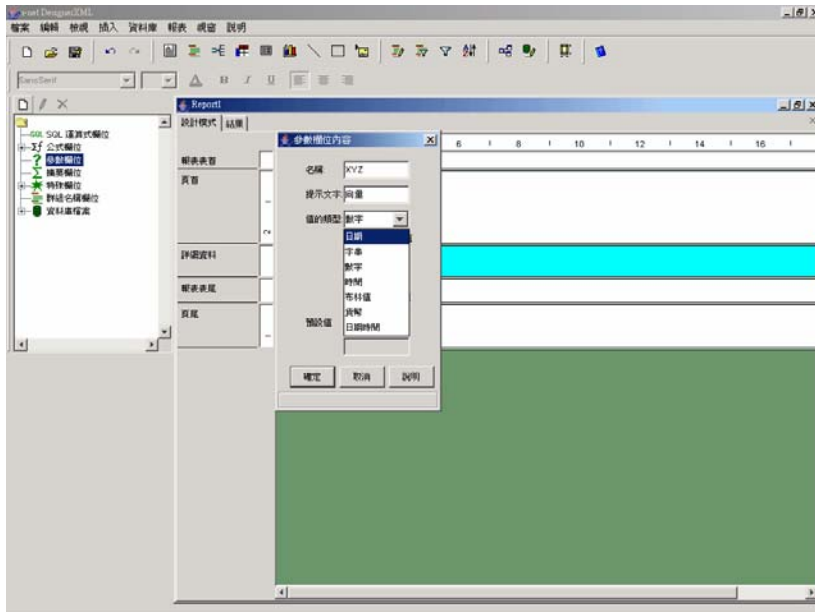 檔案 編輯 檢視 插入 資料庫 報表 視窗 說明
SansSerif
B I U
Report1
設計模式 結果
SQL SQL 運算式欄位
公式欄位
參數欄位
摘要欄位
特殊欄位
群組名稱欄位
資料庫檔案
6 8 10 12 14 16
報表表首
頁首
2
詳細資料
報表表尾
頁尾
參數欄位內容
名稱: XYZ
提示文字: 向量
值的類型: 數字
日期
字串
數字
時間
布林值
貨幣
日期時間
預設值
確定 取消 說明